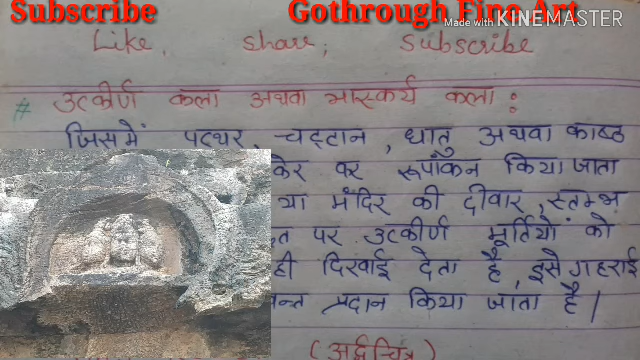 Subscribe Gothrough Fine Art
Made with KINEMASTER
Like, share, Subscribe
# उत्कीर्ण कला अथवा भास्कर्य कला :
जिसमें पत्थर, चट्टान, धातु अथवा काष्ठ
केर कर रूपाँकन किया जाता
या मंदिर की दीवार, स्तम्भ
पर उत्कीर्ण मूर्तियों को
ही दिखाई देता है, इसे गहराई
प्रदान किया जाता है।
(अर्द्धचित्र)